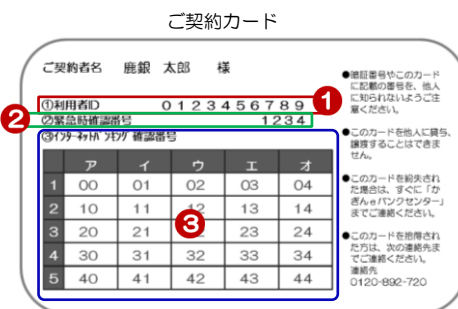 ご契約カード
ご契約者名 鹿銀 太郎 様
①利用者ID 0123456789
1
②緊急時確認番号 1234
2
③ｲﾝﾀｰﾈｯﾄﾊﾞﾝｷﾝｸﾞ確認番号
ア イ ウ エ オ
1 00 01 02 03 04
2 10 11 12 13 14
3 20 21 22 23 24
3
4 30 31 32 33 34
5 40 41 42 43 44
●暗証番号やこのカード
に記載の番号を、他人
に知られないようご注
意ください。
●このカードを他人に貸与、
譲渡することはできま
せん。
●このカードを紛失され
た場合は、すぐに「か
ぎんｅバンクセンター」
までご連絡ください。
●このカードを拾得され
た方は、次の連絡先ま
でご連絡ください。
連絡先
0120-892-720